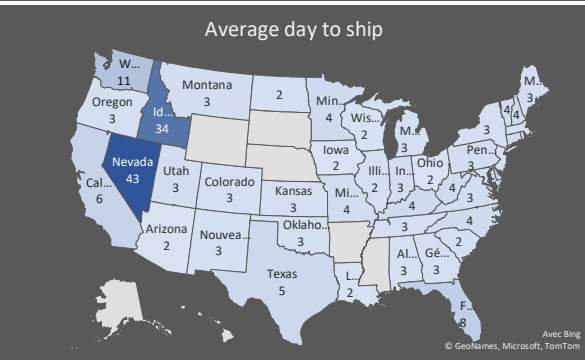 Average day to ship
W...
11
Montana
3
2
Min...
4
Oregon
3
Id...
34
Wis...
2
M...
3
M...
3
4
4
3
Nevada
43
Utah
3
Colorado
3
Iowa
2
Illi...
2
In...
3
Ohio
2
Pen...
3
Cal...
6
Kansas
3
Mi...
4
4
4
3
Arizona
2
Nouvea...
3
Oklaho...
3
3
4
2
Texas
5
L...
2
Al...
3
Gé...
3
F...
8
Avec Bing
© GeoNames, Microsoft, TomTom